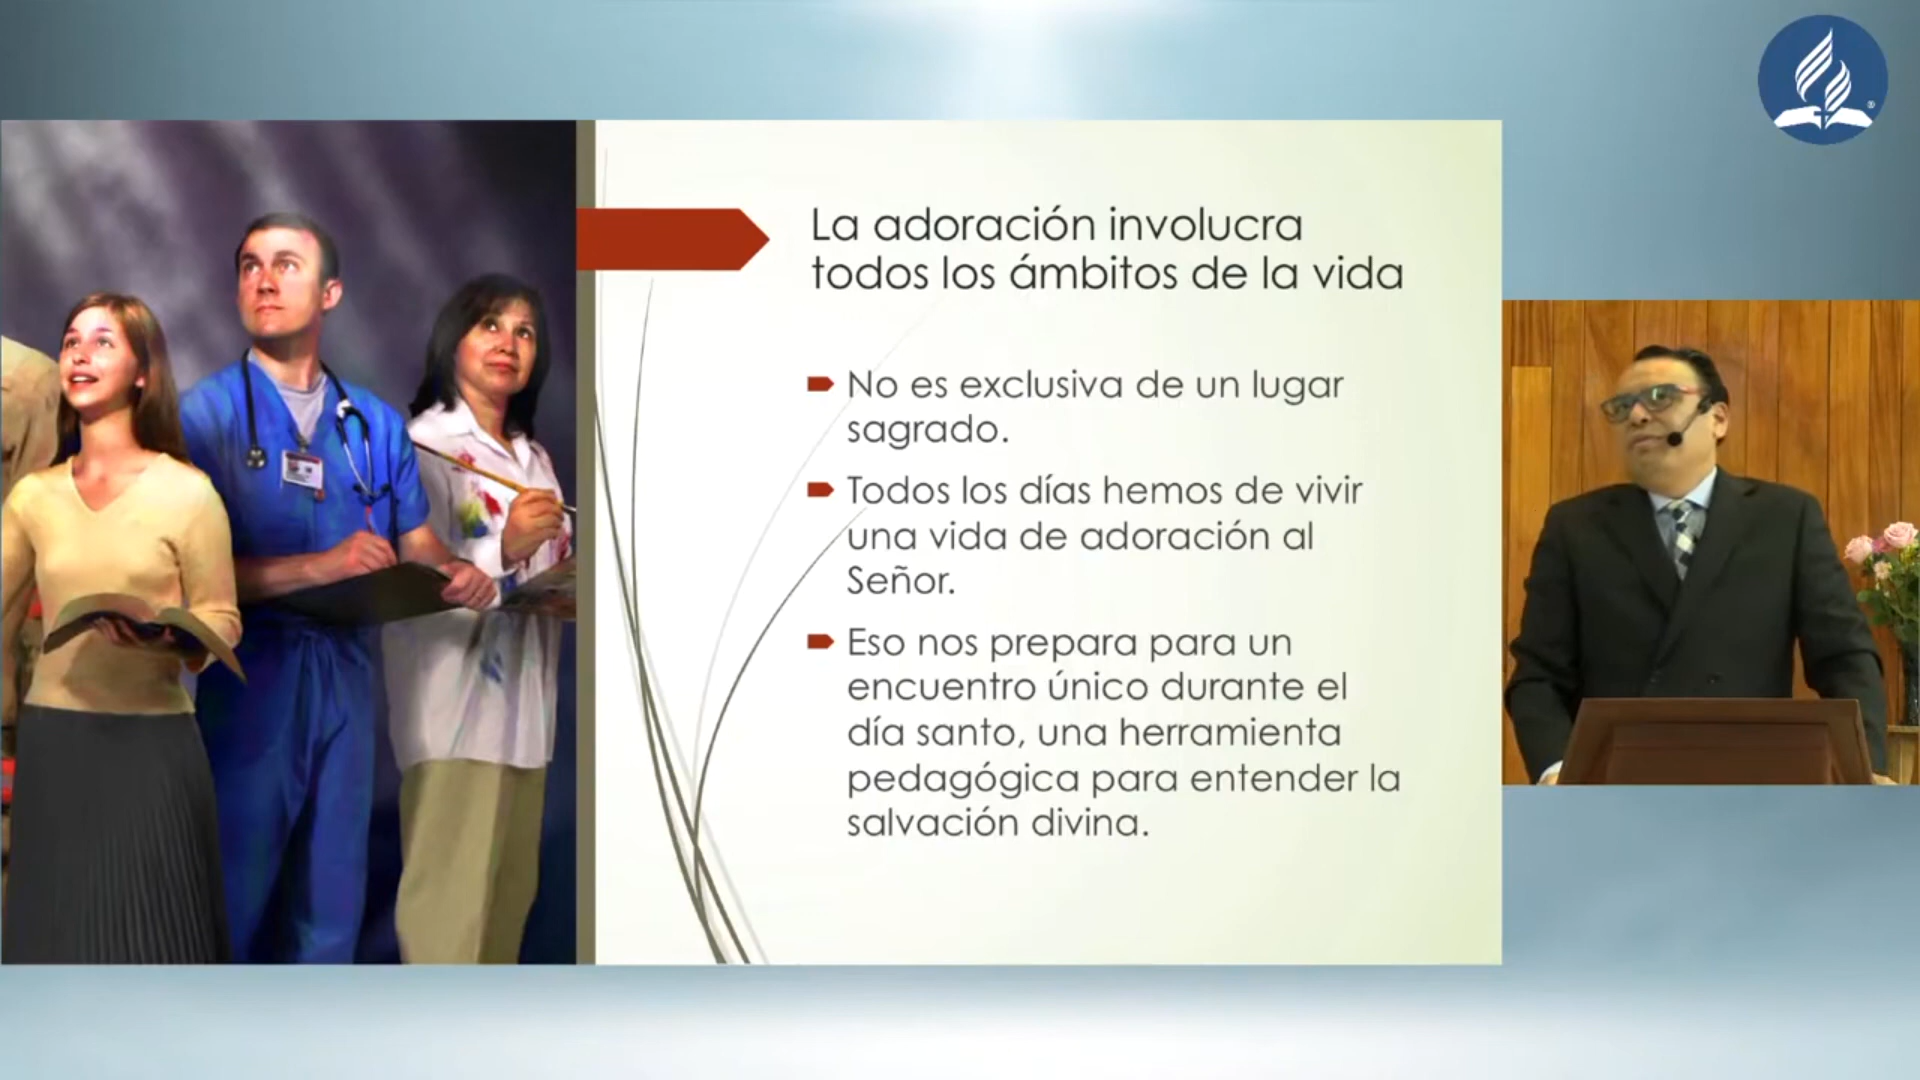 La adoración involucra
todos los ámbitos de la vida
No es exclusiva de un lugar
sagrado.
Todos los días hemos de vivir
una vida de adoración al
Señor.
Eso nos prepara para un
encuentro único durante el
día santo, una herramienta
pedagógica para entender la
salvación divina.